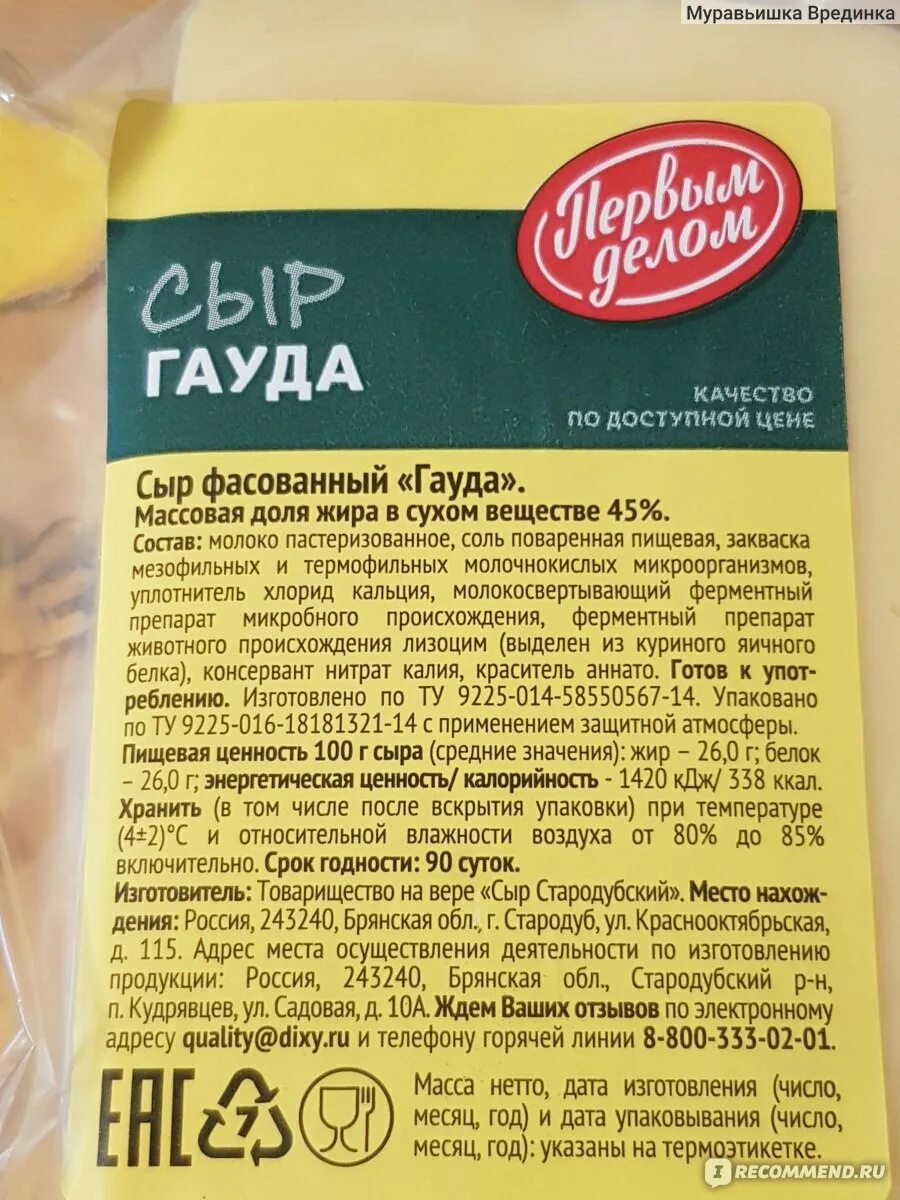 Муравьишка Врединка
Первым
делом
СЫР
ГАУДА
КАЧЕСТВО
ПО ДОСТУПНОЙ ЦЕНЕ
Сыр фасованный «Гауда».
Массовая доля жира в сухом веществе 45%.
Состав: молоко пастеризованное, соль поваренная пищевая, закваска
мезофильных и термофильных молочнокислых микроорганизмов,
уплотнитель хлорид кальция, молокосвертывающий ферментный
препарат микробного происхождения, ферментный препарат
животного происхождения лизоцим (выделен из куриного яичного
белка), консервант нитрат калия, краситель аннато. Готов к упот-
реблению. Изготовлено по ТУ 9225-014-58550567-14. Упаковано
по ТУ 9225-016-18181321-14 с применением защитной атмосферы.
Пищевая ценность 100 г сыра (средние значения): жир – 26,0 г; белок
– 26,0 г; энергетическая ценность/ калорийность - 1420 кДж/ 338 ккал.
Хранить (в том числе после вскрытия упаковки) при температуре
(4±2)°С и относительной влажности воздуха от 80% до 85%
включительно. Срок годности: 90 суток.
Изготовитель: Товарищество на вере «Сыр Стародубский». Место нахож-
дения: Россия, 243240, Брянская обл., г. Стародуб, ул. Краснооктябрьская,
д. 115. Адрес места осуществления деятельности по изготовлению
продукции: Россия, 243240, Брянская обл., Стародубский р-н,
п. Кудрявцев, ул. Садовая, д. 10А. Ждем Ваших отзывов по электронному
адресу quality@dixy.ru и телефону горячей линии 8-800-333-02-01.
ЕАС
7
Масса нетто, дата изготовления (число,
месяц, год) и дата упаковывания (число,
месяц, год): указаны на термоэтикетке.
IRECOMMEND.RU